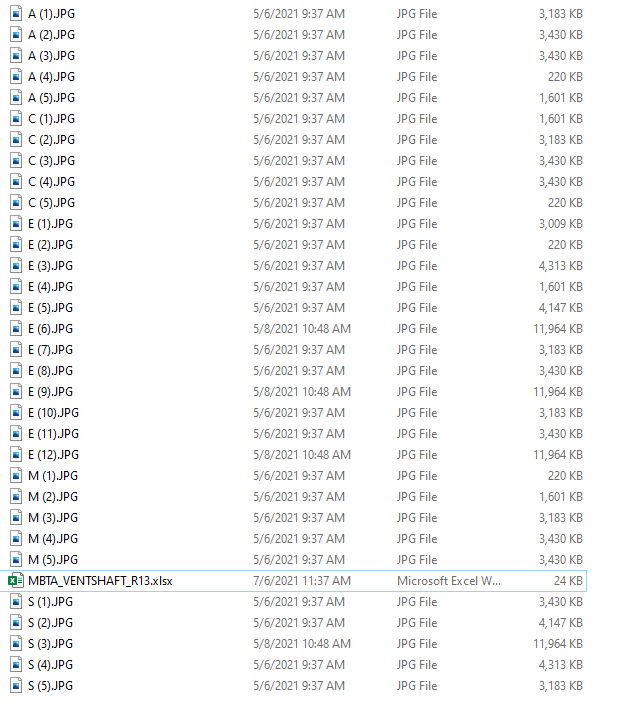 A (1).JPG 5/6/2021 9:37 AM JPG File 3,183 KB
A (2).JPG 5/6/2021 9:37 AM JPG File 3,430 KB
A (3).JPG 5/6/2021 9:37 AM JPG File 3,430 KB
A (4).JPG 5/6/2021 9:37 AM JPG File 220 KB
A (5).JPG 5/6/2021 9:37 AM JPG File 1,601 KB
C (1).JPG 5/6/2021 9:37 AM JPG File 1,601 KB
C (2).JPG 5/6/2021 9:37 AM JPG File 3,183 KB
C (3).JPG 5/6/2021 9:37 AM JPG File 3,430 KB
C (4).JPG 5/6/2021 9:37 AM JPG File 3,430 KB
C (5).JPG 5/6/2021 9:37 AM JPG File 220 KB
E (1).JPG 5/6/2021 9:37 AM JPG File 3,009 KB
E (2).JPG 5/6/2021 9:37 AM JPG File 220 KB
E (3).JPG 5/6/2021 9:37 AM JPG File 4,313 KB
E (4).JPG 5/6/2021 9:37 AM JPG File 1,601 KB
E (5).JPG 5/6/2021 9:37 AM JPG File 4,147 KB
E (6).JPG 5/8/2021 10:48 AM JPG File 11,964 KB
E (7).JPG 5/6/2021 9:37 AM JPG File 3,183 KB
E (8).JPG 5/6/2021 9:37 AM JPG File 3,430 KB
E (9).JPG 5/8/2021 10:48 AM JPG File 11,964 KB
E (10).JPG 5/6/2021 9:37 AM JPG File 3,183 KB
E (11).JPG 5/6/2021 9:37 AM JPG File 3,430 KB
E (12).JPG 5/8/2021 10:48 AM JPG File 11,964 KB
M (1).JPG 5/6/2021 9:37 AM JPG File 220 KB
M (2).JPG 5/6/2021 9:37 AM JPG File 1,601 KB
M (3).JPG 5/6/2021 9:37 AM JPG File 3,183 KB
M (4).JPG 5/6/2021 9:37 AM JPG File 3,430 KB
M (5).JPG 5/6/2021 9:37 AM JPG File 3,430 KB
MBTA_VENTSHAFT_R13.xlsx 7/6/2021 11:37 AM Microsoft Excel W... 24 KB
S (1).JPG 5/6/2021 9:37 AM JPG File 3,430 KB
S (2).JPG 5/6/2021 9:37 AM JPG File 4,147 KB
S (3).JPG 5/8/2021 10:48 AM JPG File 11,964 KB
S (4).JPG 5/6/2021 9:37 AM JPG File 4,313 KB
S (5).JPG 5/6/2021 9:37 AM JPG File 3,183 KB